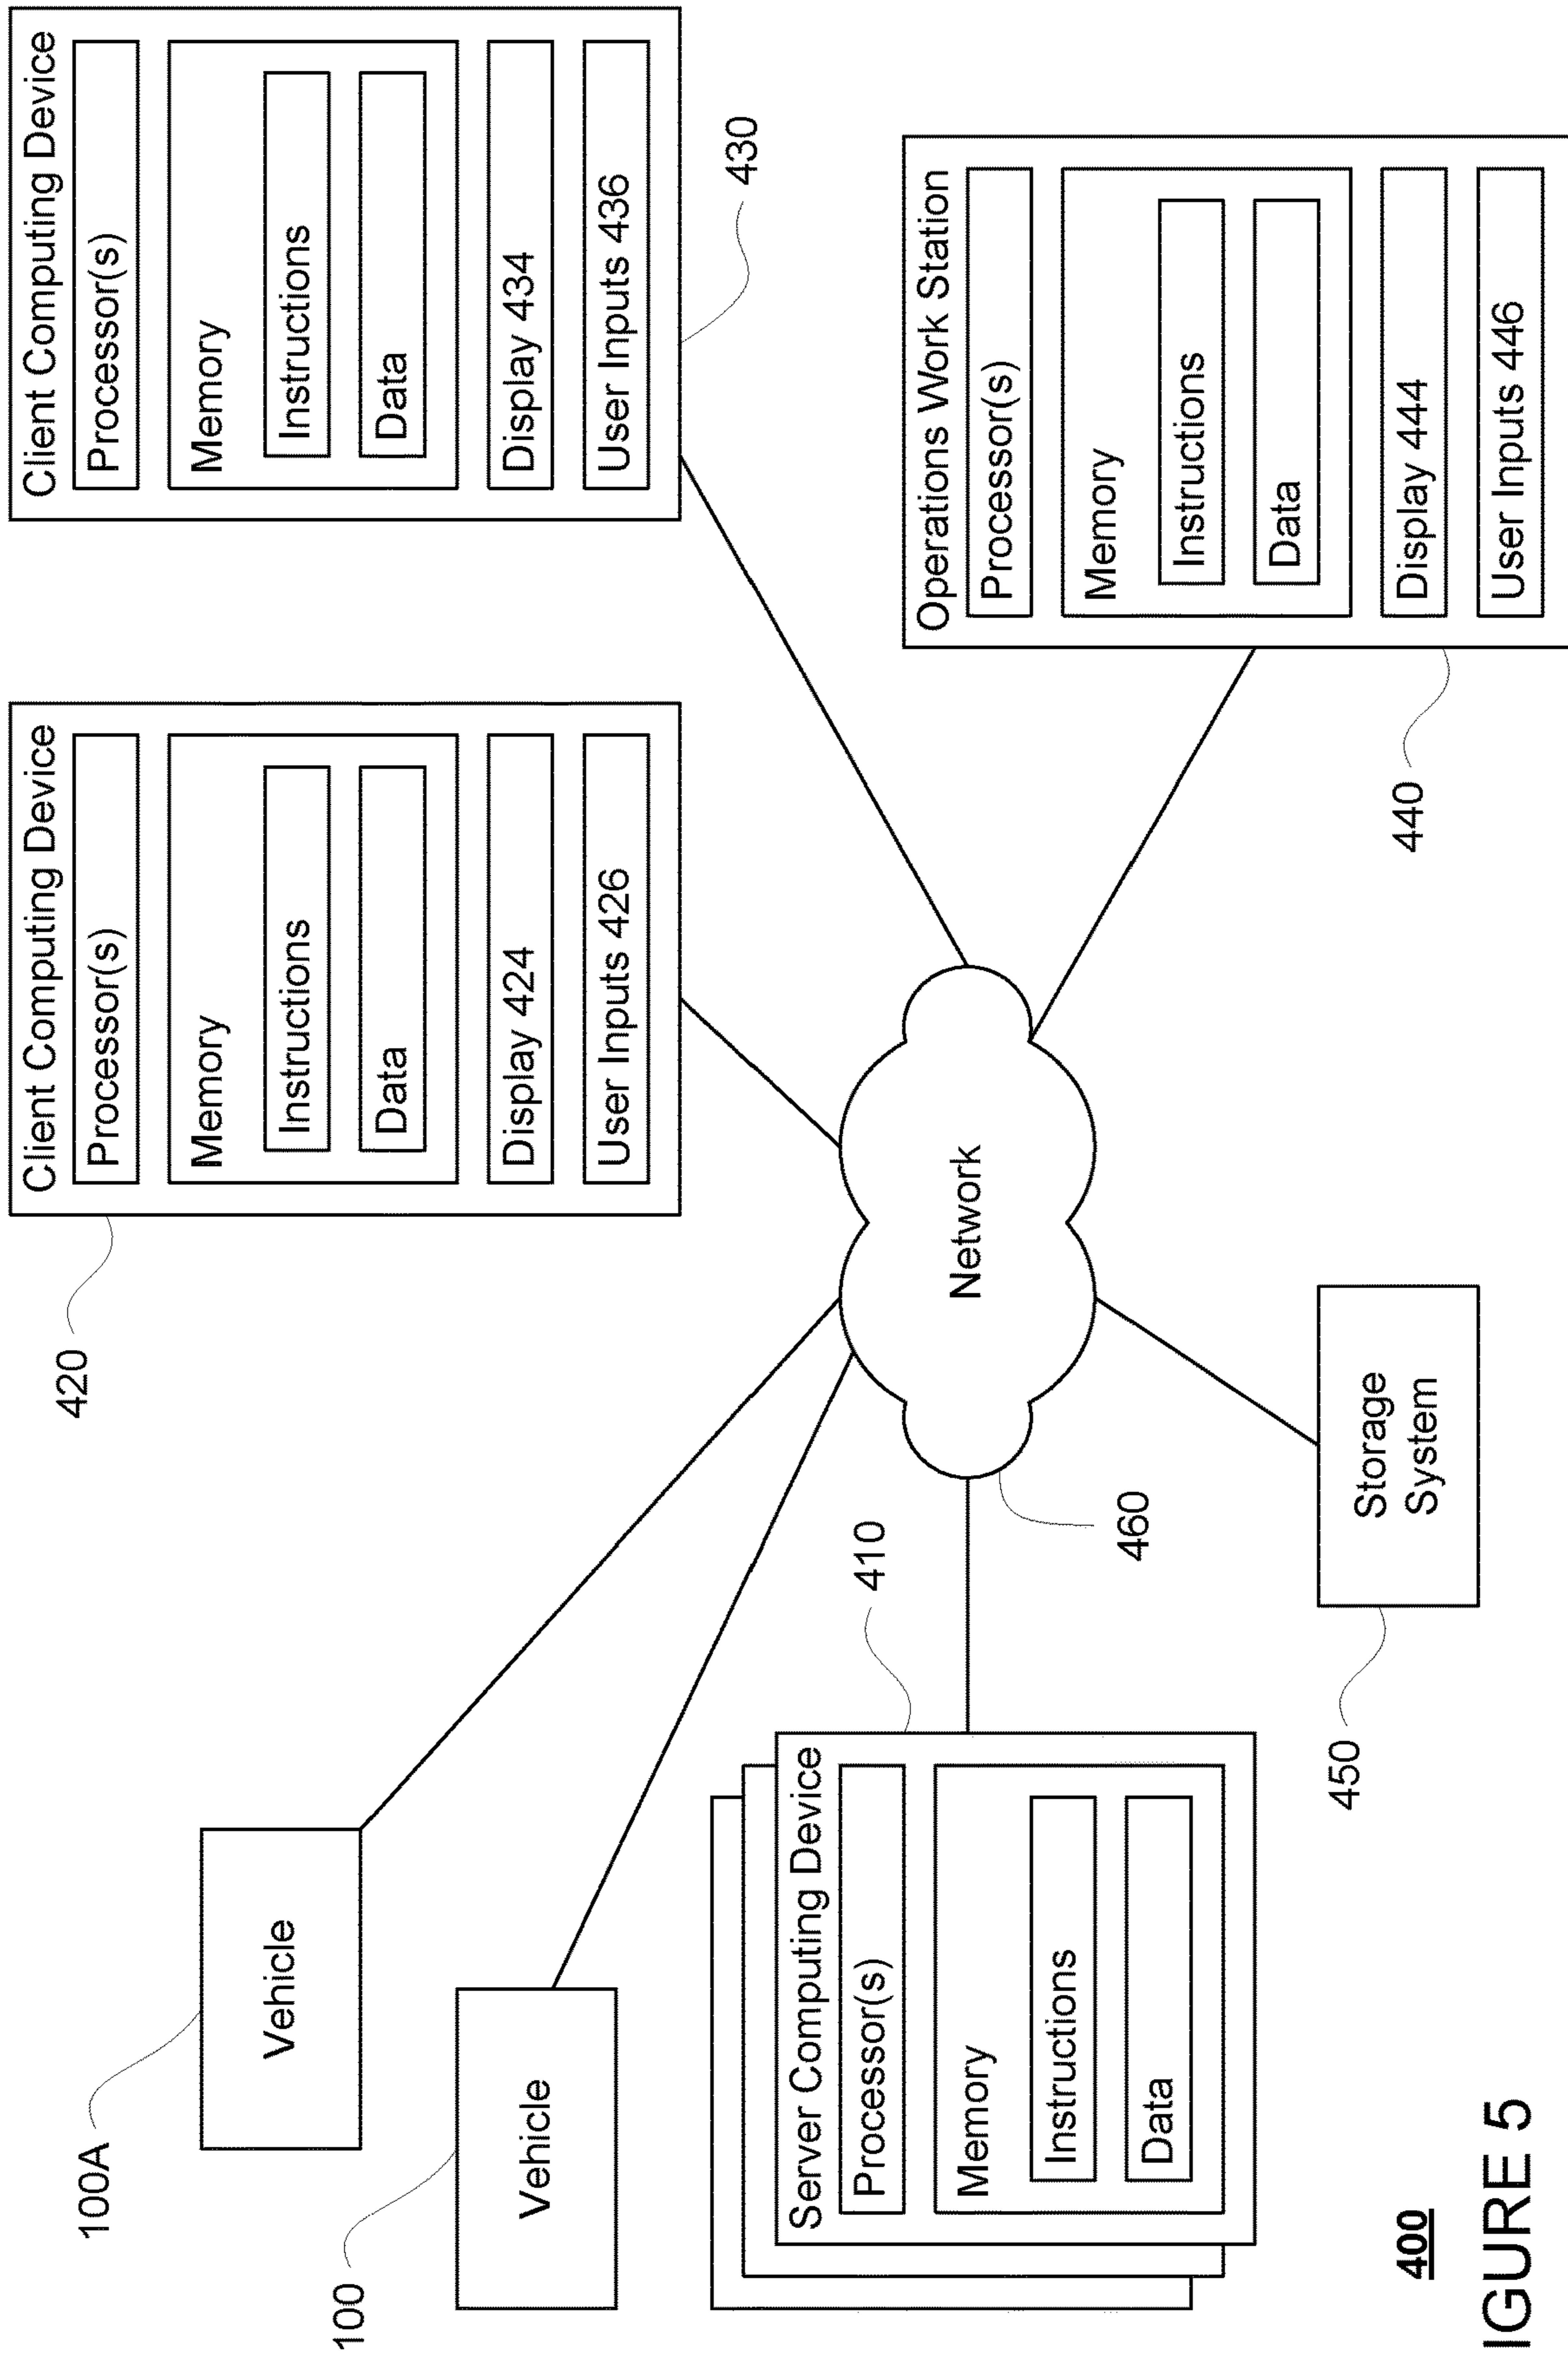 Client Computing Device
Processor(s)
Memory
Instructions
Data
Display 424
User Inputs 426
420
Client Computing Device
Processor(s)
Memory
Instructions
Data
Display 434
User Inputs 436
430
100A
Vehicle
100
Vehicle
Server Computing Device
Processor(s)
Memory
Instructions
Data
410
Network
460
Operations Work Station
Processor(s)
Memory
Instructions
Data
Display 444
User Inputs 446
440
Storage
System
450
400
IGURE 5